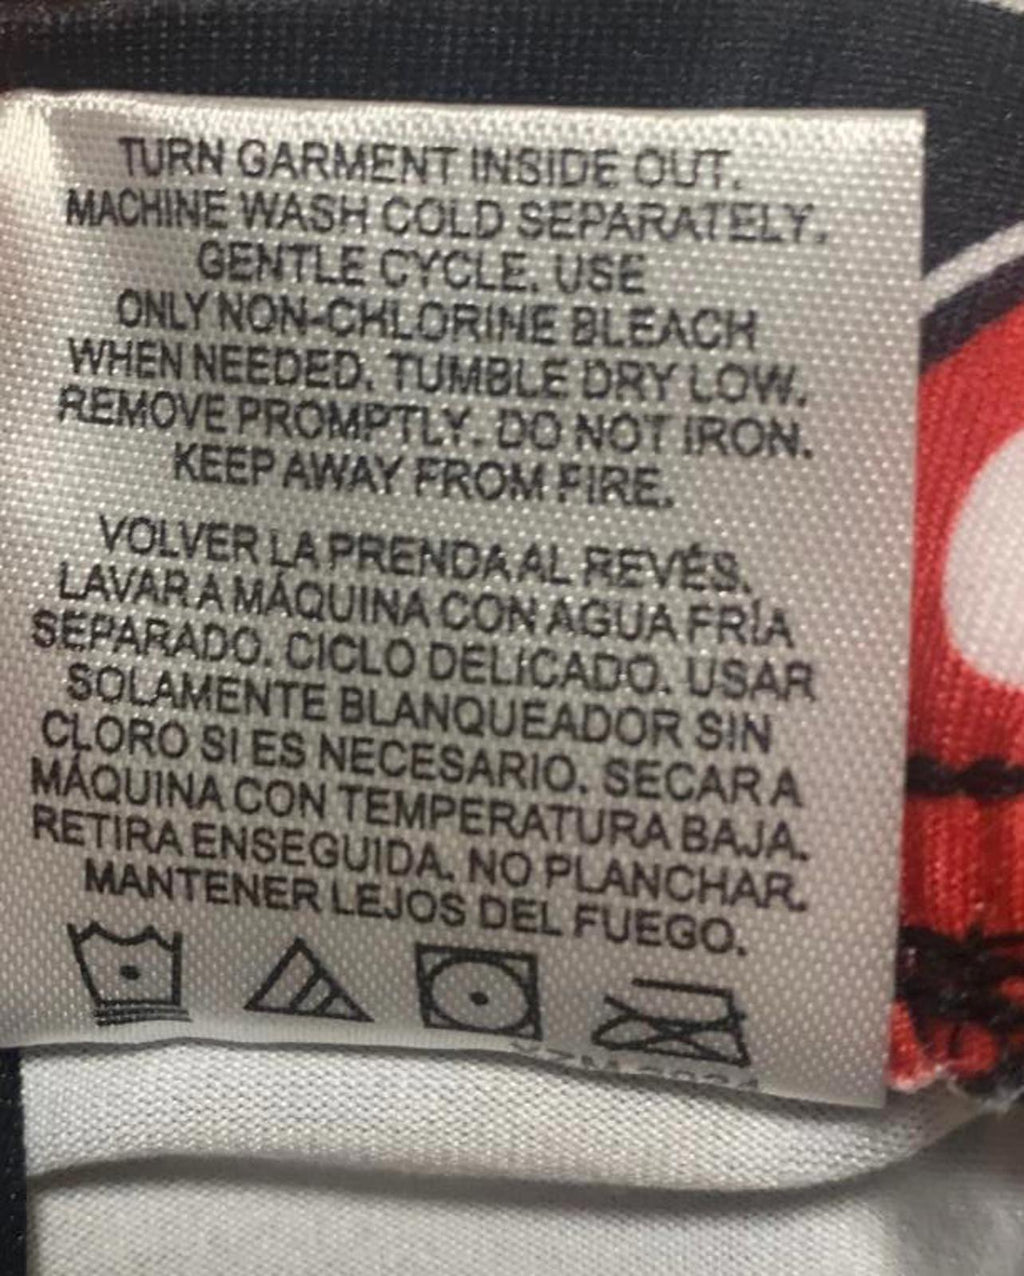 TURN GARMENT INSIDE OUT.
MACHINE WASH COLD SEPARATELY.
GENTLE CYCLE. USE
ONLY NON-CHLORINE BLEACH
WHEN NEEDED. TUMBLE DRY LOW.
REMOVE PROMPTLY. DO NOT IRON.
KEEP AWAY FROM FIRE.
VOLVER LA PRENDA AL REVÉS.
LAVAR A MÁQUINA CON AGUA FRÍA
SEPARADO. CICLO DELICADO. USAR
SOLAMENTE BLANQUEADOR SIN
CLORO SI ES NECESARIO. SECAR A
MÁQUINA CON TEMPERATURA BAJA.
RETIRA ENSEGUIDA. NO PLANCHAR.
MANTENER LEJOS DEL FUEGO.